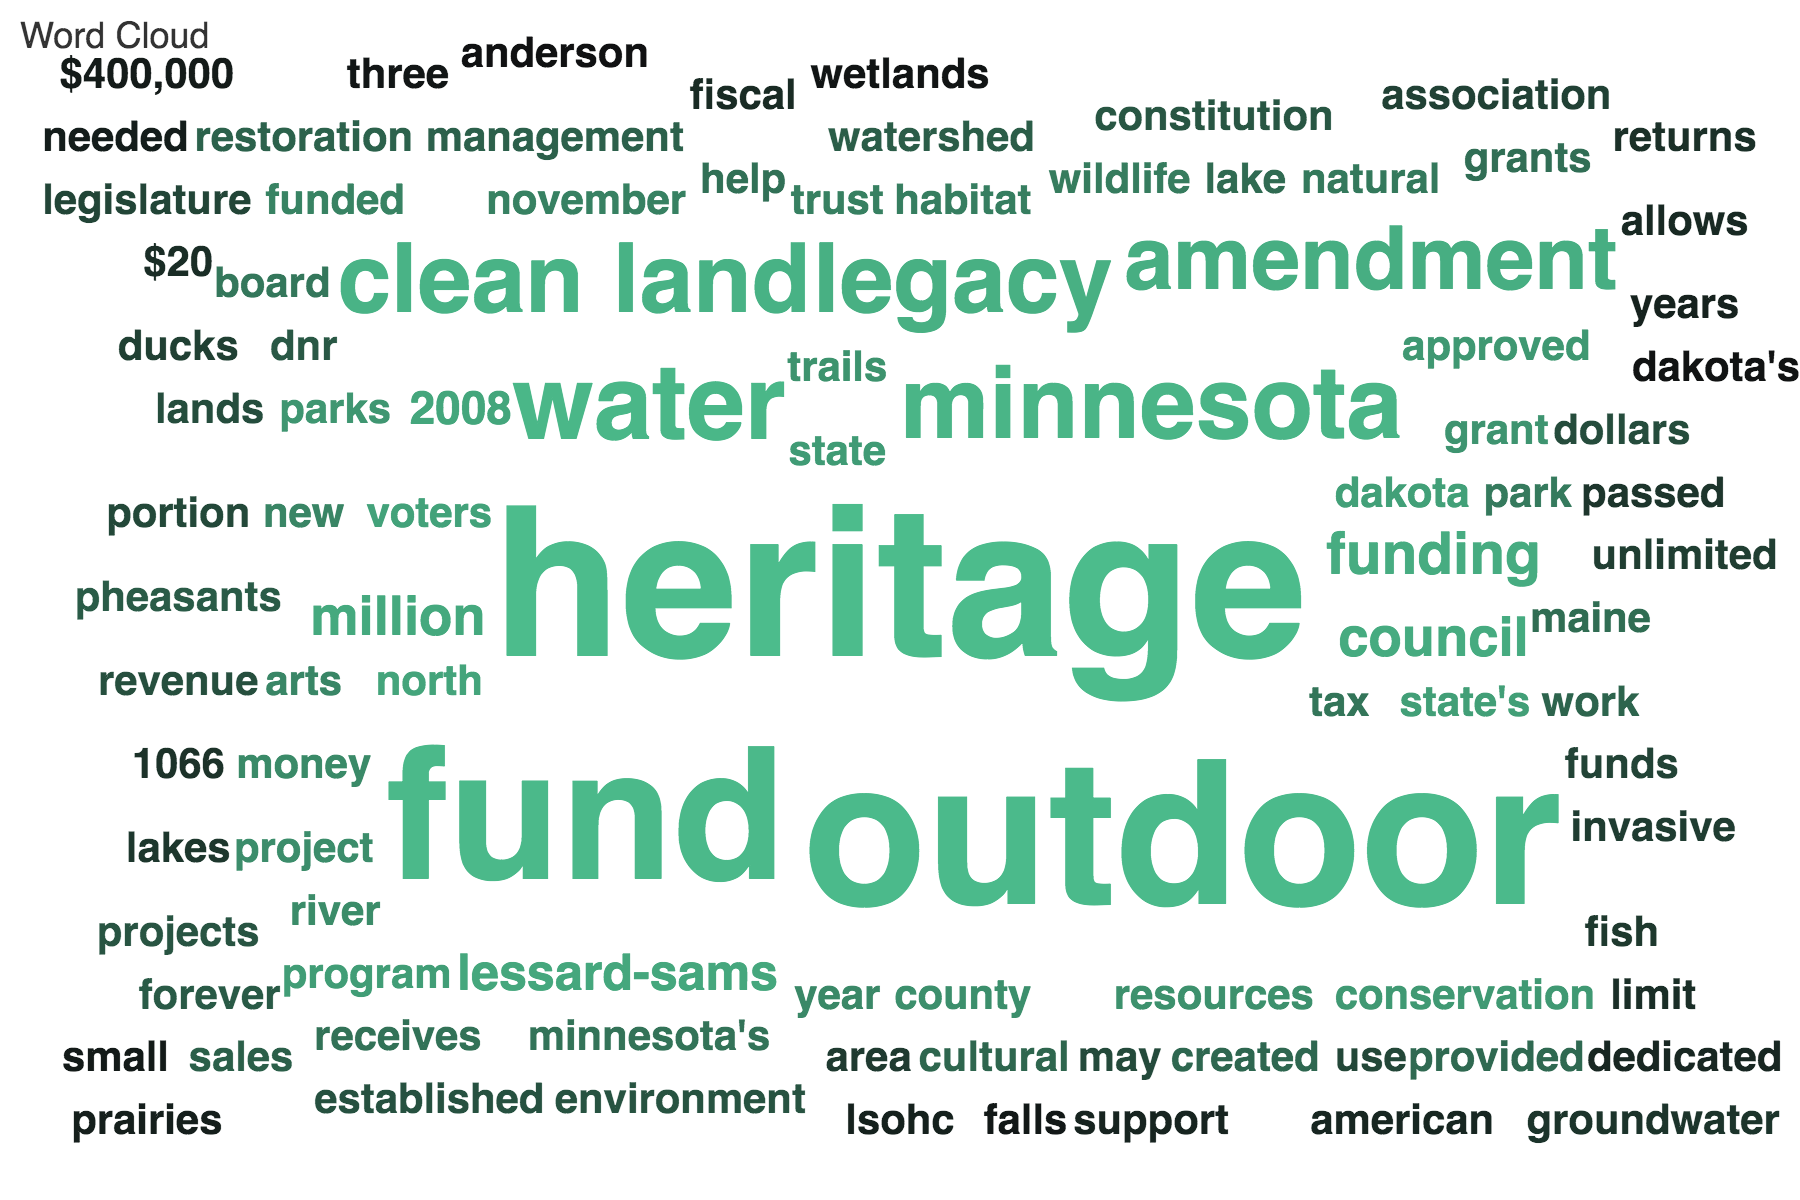 Word Cloud
$400,000 three anderson wetlands
fiscal association
needed restoration management watershed constitution returns
legislature funded november help trust habitat wildlife lake natural grants
$20 board clean land legacy amendment allows
years
ducks dnr trails approved dakota's
lands parks 2008 water state minnesota grant dollars
portion new voters dakota park passed
heritage funding unlimited
pheasants million council maine
revenue arts north tax state's work
1066 money fund outdoor funds
lakes project invasive
river
projects fish
forever program lessard-sams year county resources conservation limit
receives minnesota's
small sales area cultural may created use provided dedicated
established environment
prairies lsohc falls support american groundwater